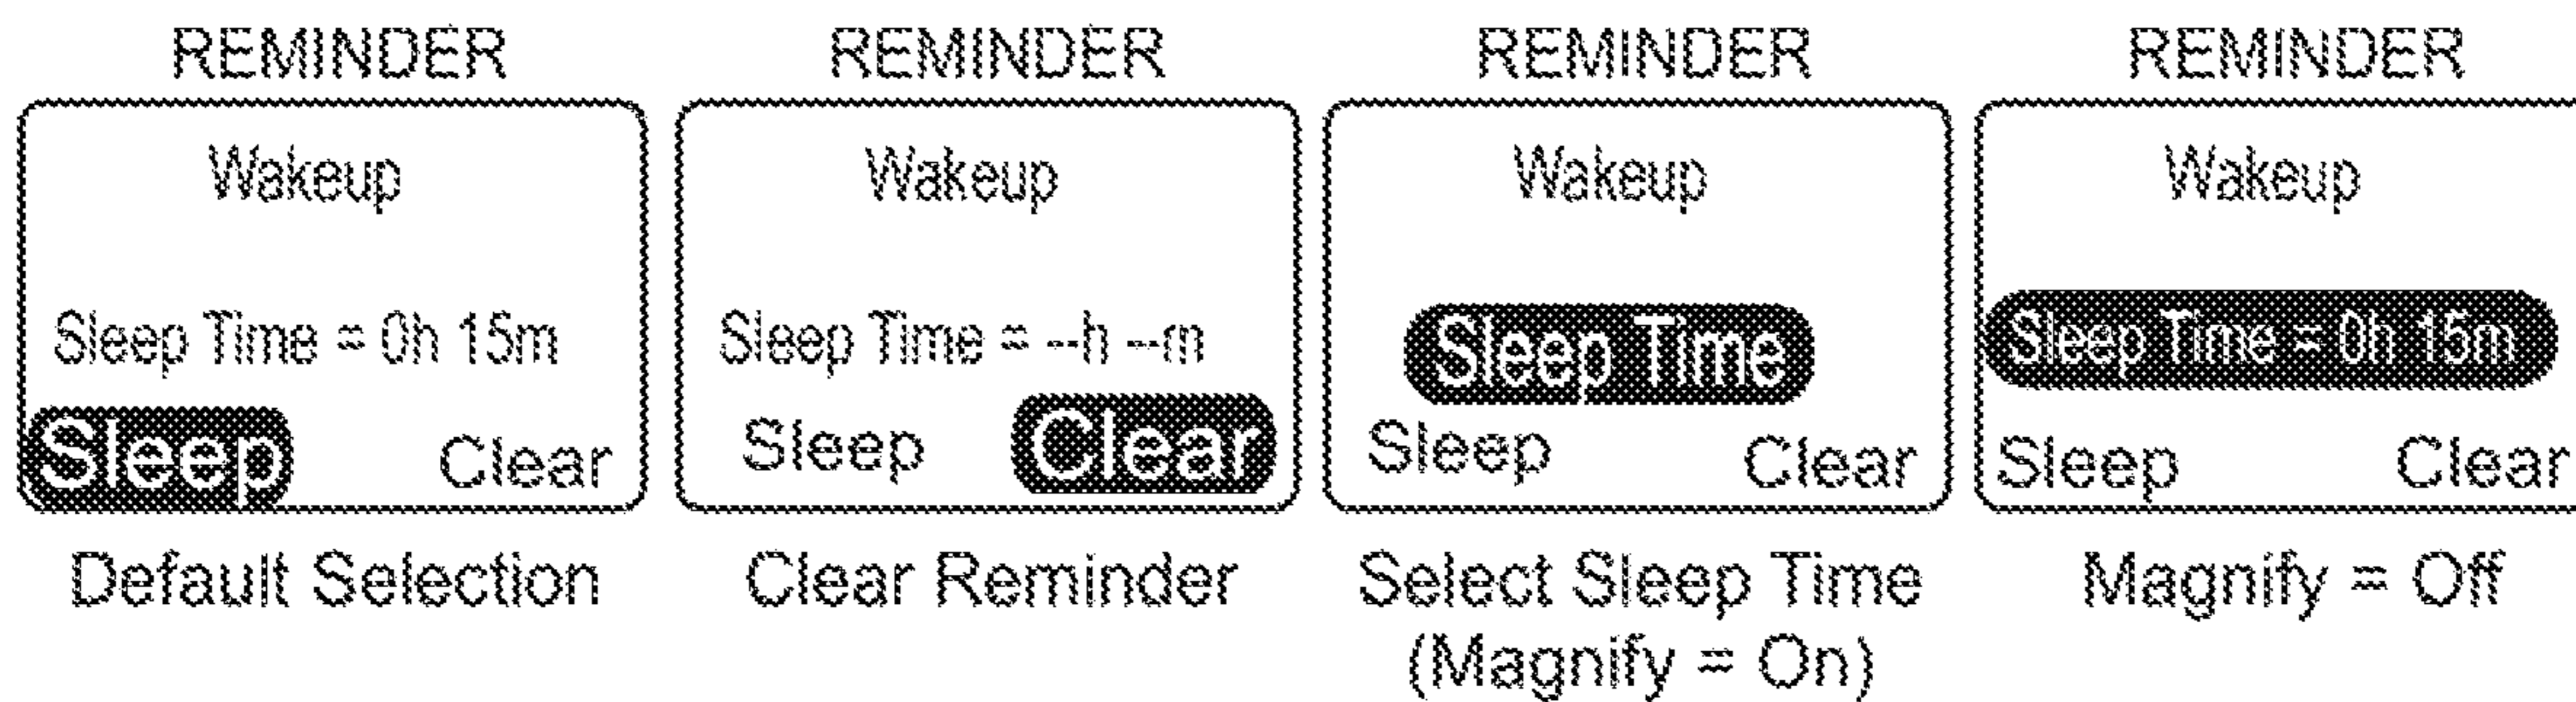 REMINDER
Wakeup
Sleep Time = 0h 15m
Sleep Clear
Default Selection
REMINDER
Wakeup
Sleep Time = --h --m
Sleep Clear
Clear Reminder
REMINDER
Wakeup
Sleep Time
Sleep Clear
Select Sleep Time
(Magnify = On)
REMINDER
Wakeup
Sleep Time = 0h 15m
Sleep Clear
Magnify = Off